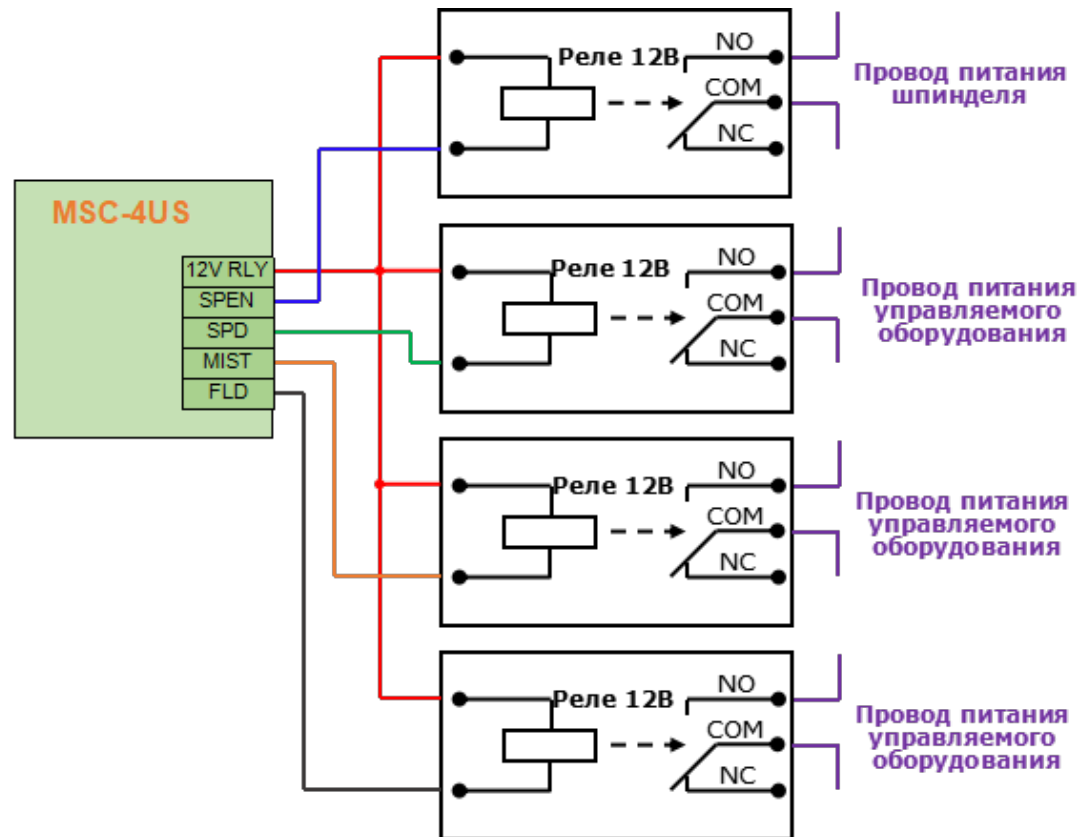 Реле 12В
NO
COM
NC
Провод питания
шпинделя
MSC-4US
12V RLY
SPEN
SPD
MIST
FLD
Реле 12В
NO
COM
NC
Провод питания
управляемого
оборудования
Реле 12В
NO
COM
NC
Провод питания
управляемого
оборудования
Реле 12В
NO
COM
NC
Провод питания
управляемого
оборудования